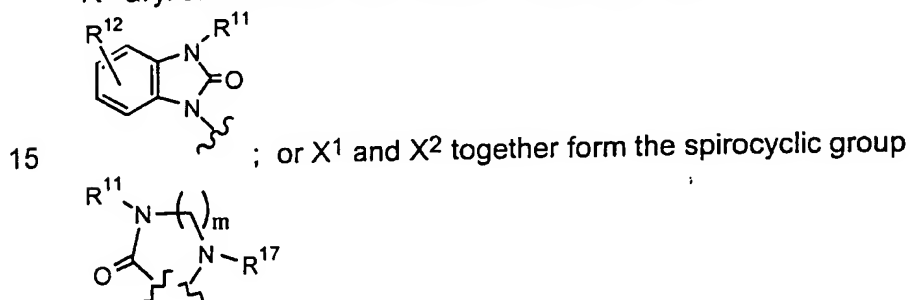 R12 N R11
N O
15 ; or X1 and X2 together form the spirocyclic group
R11 N ( )m
O N R17